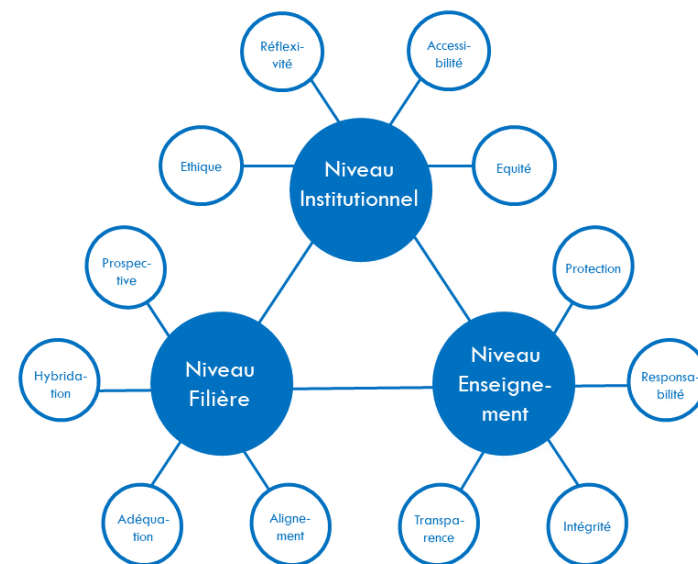 Réflexi-
vité
Accessi-
bilité
Ethique
Niveau
Institutionnel
Equité
Prospec-
tive
Protection
Hybrida-
tion
Niveau
Filière
Niveau
Enseigne-
ment
Responsa-
bilité
Adéqua-
tion
Aligne-
ment
Transpa-
rence
Intégrité